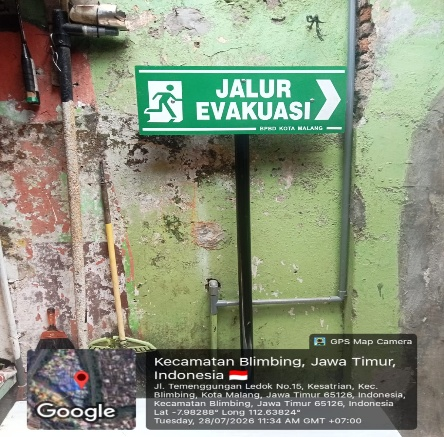 JALUR
EVAKUASI
BPBD KOTA MALANG
GPS Map Camera
Kecamatan Blimbing, Jawa Timur,
Indonesia
Jl. Temenggungan Ledok No.15, Kesatrian, Kec.
Blimbing, Kota Malang, Jawa Timur 65126, Indonesia,
Kecamatan Blimbing, Jawa Timur 65126, Indonesia
Lat -7.98288° Long 112.63824°
Tuesday, 28/07/2026 11:34 AM GMT +07:00
Google